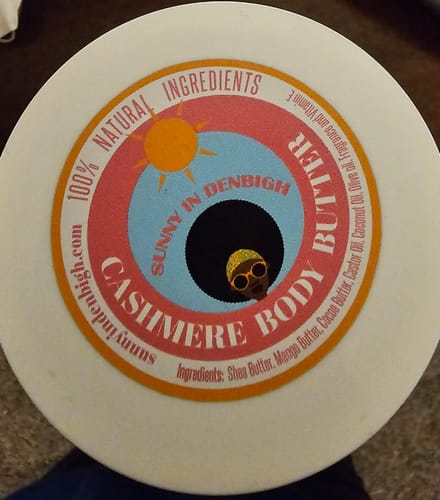 100% NATURAL INGREDIENTS
SUNNY IN DENBIGH
CASHMERE BODY BUTTER
sunnyindenbigh.com
Ingredients: Shea Butter, Mango Butter, Cocoa Butter, Castor Oil, Coconut Oil, Olive oil, Fragrance and Vitamin E